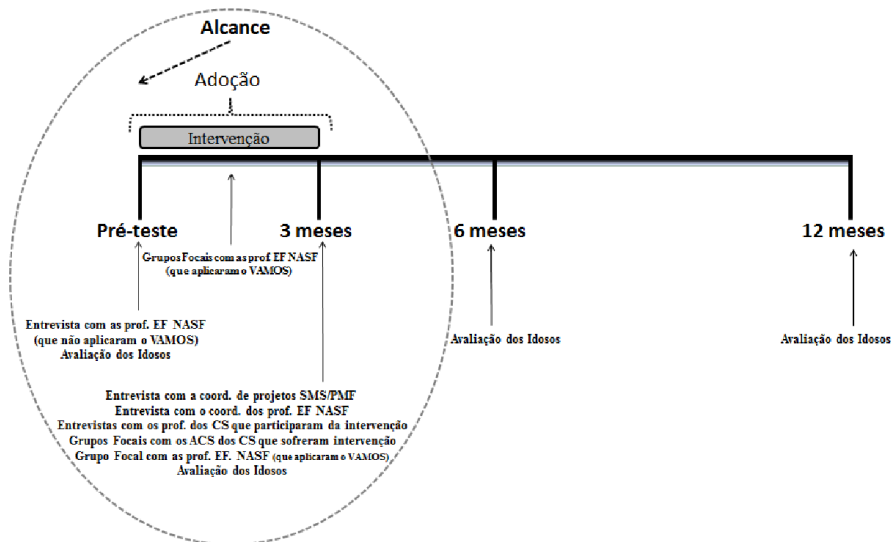 Alcance
Adoção
Intervenção
Pré-teste
3 meses
6 meses
12 meses
Grupos Focais com as prof. EF NASF
(que aplicaram o VAMOS)
Entrevista com as prof. EF NASF
(que não aplicaram o VAMOS)
Avaliação dos Idosos
Avaliação dos Idosos
Avaliação dos Idosos
Entrevista com a coord. de projetos SMS/PMF
Entrevista com o coord. dos prof. EF NASF
Entrevistas com os prof. dos CS que participaram da intervenção
Grupos Focais com os ACS dos CS que sofreram intervenção
Grupo Focal com as prof. EF. NASF (que aplicaram o VAMOS)
Avaliação dos Idosos